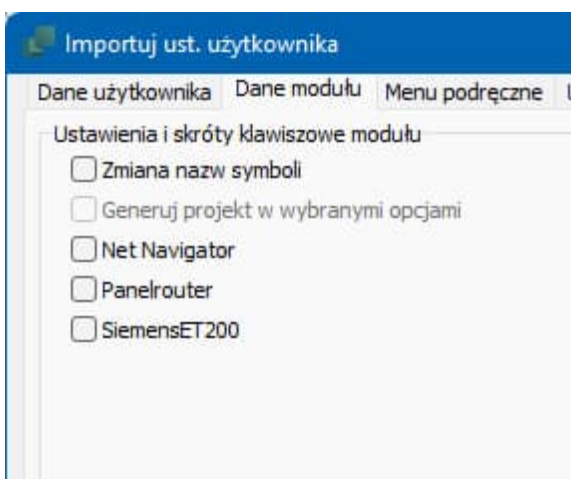 Importuj ust. użytkownika
Dane użytkownika Dane modułu Menu podręczne
Ustawienia i skróty klawiszowe modułu
Zmiana nazw symboli
Generuj projekt w wybranymi opcjami
Net Navigator
Panelrouter
SiemensET200